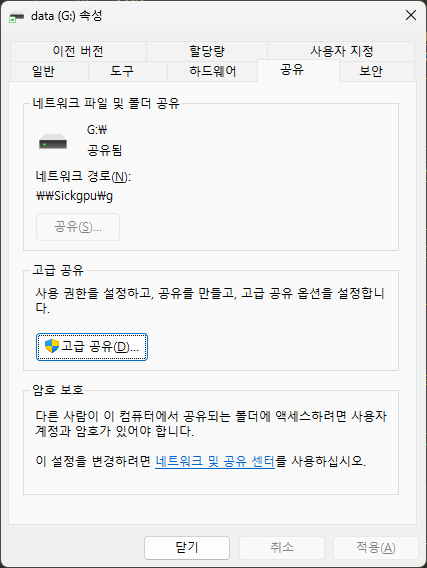 data (G:) 속성
이전 버전 할당량 사용자 지정
일반 도구 하드웨어 공유 보안
네트워크 파일 및 폴더 공유
G:₩
공유됨
네트워크 경로(N):
₩₩Sickgpu₩g
공유(S)...
고급 공유
사용 권한을 설정하고, 공유를 만들고, 고급 공유 옵션을 설정합니
다.
고급 공유(D)...
암호 보호
다른 사람이 이 컴퓨터에서 공유되는 폴더에 액세스하려면 사용자
계정과 암호가 있어야 합니다.
이 설정을 변경하려면 네트워크 및 공유 센터를 사용하십시오.
닫기 취소 적용(A)